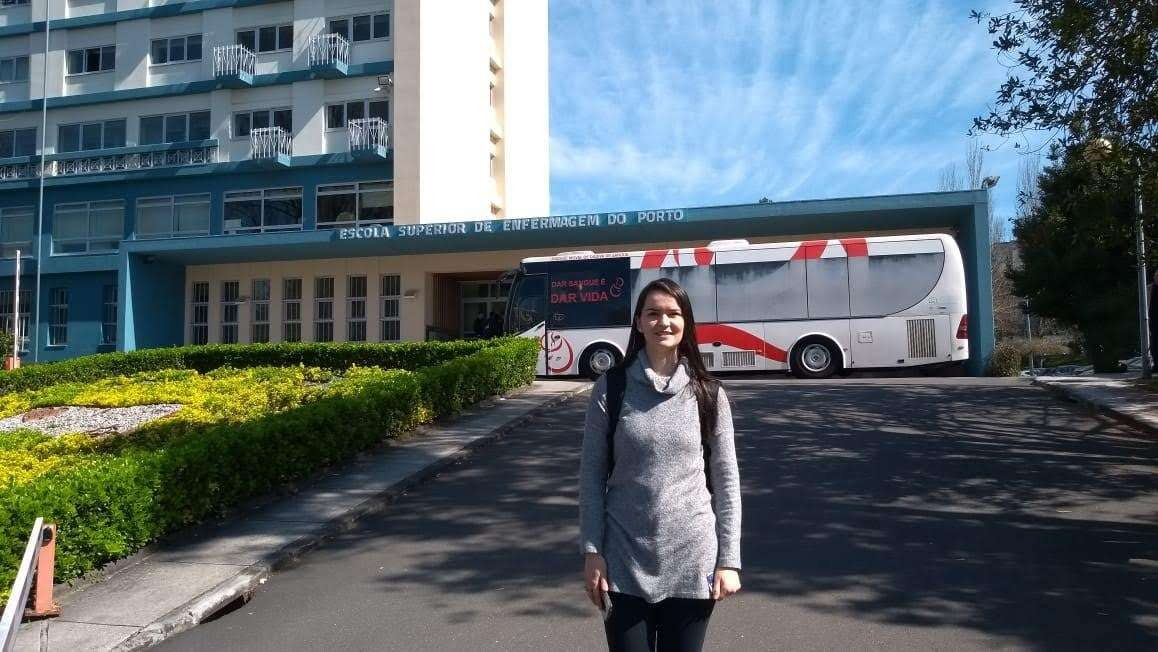 ESCOLA SUPERIOR DE ENFERMAGEM DO PORTO
DAR SANGUE É
DAR VIDA